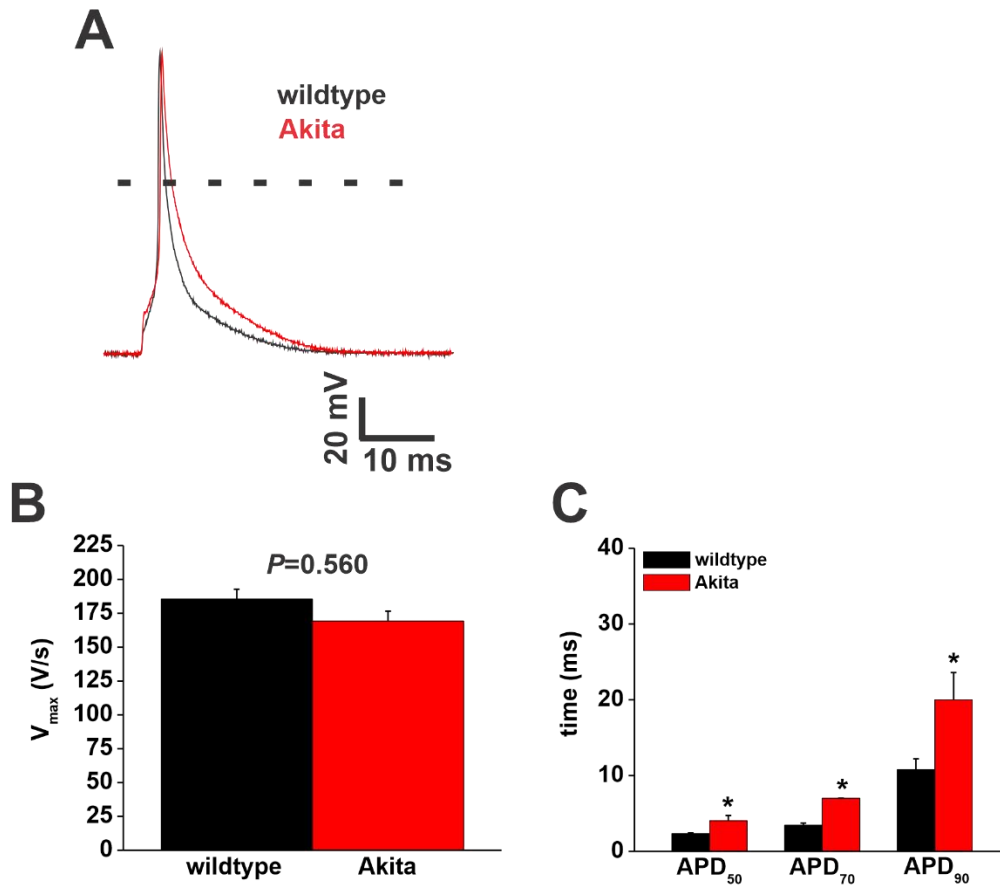 A
wildtype
Akita
20 mV
10 ms
B
225
200
175
150
125
100
75
50
25
0
Vmax (V/s)
P=0.560
wildtype
Akita
C
wildtype
Akita
40
30
20
10
0
time (ms)
*
*
*
APD50
APD70
APD90